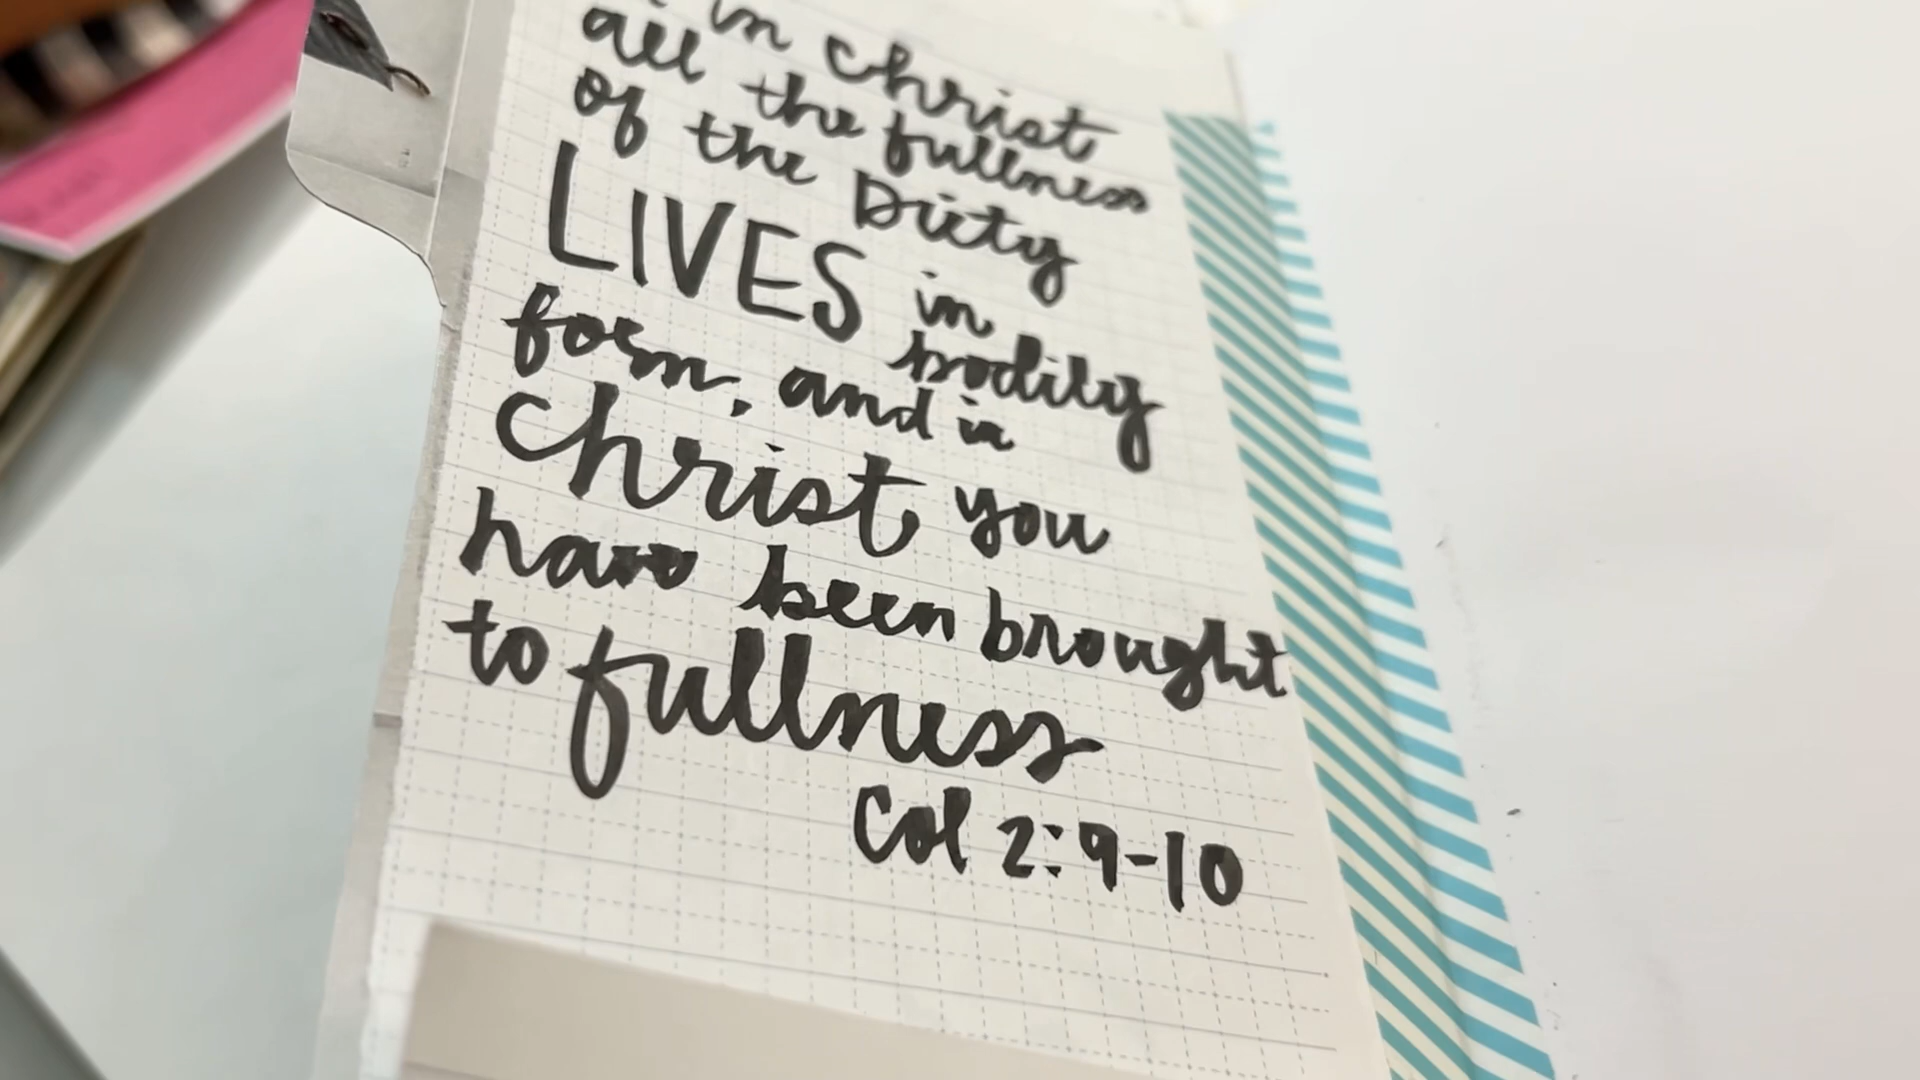 in Christ
all the fullness
of the Diety
LIVES in
bodily
form, and in
Christ you
have been brought
to fullness
Col 2:9-10